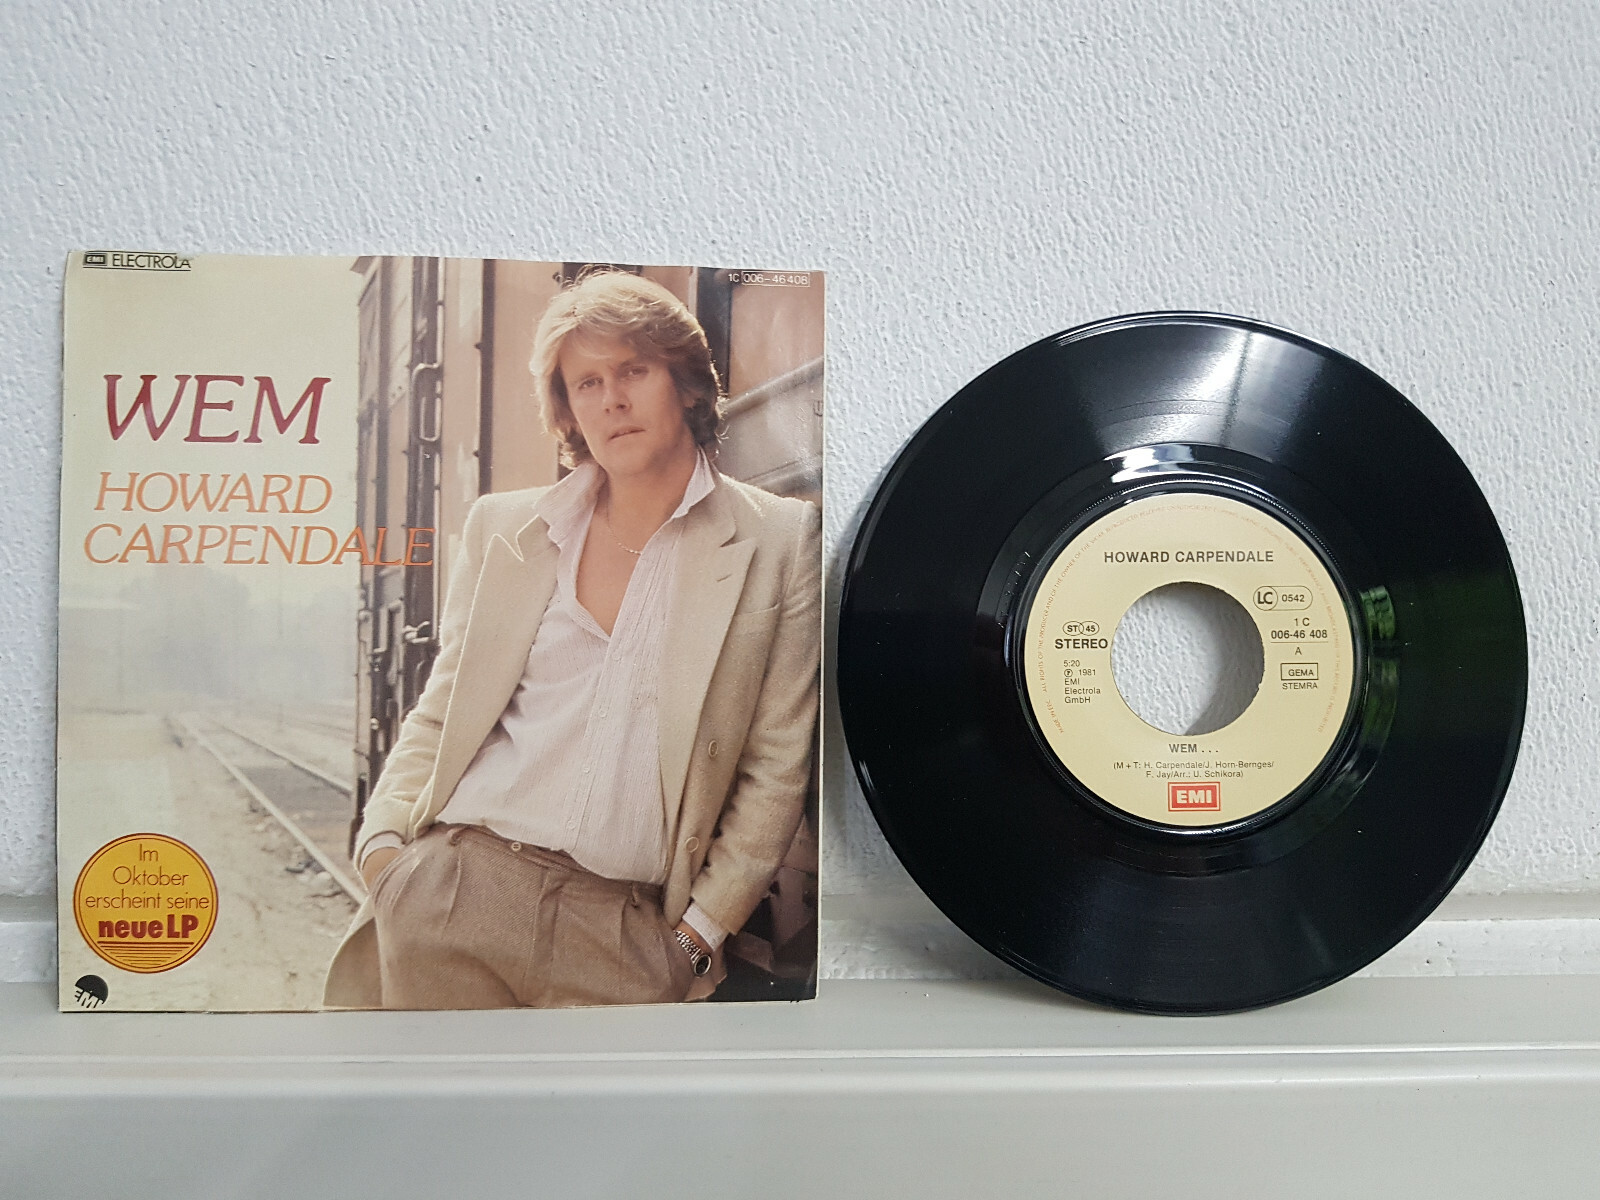 EMI ELECTROLA
1C 006-46 408
WEM
HOWARD
CARPENDALE
Im
Oktober
erscheint seine
neue LP
EMI
HOWARD CARPENDALE
LC 0542
ST 45
STEREO
1 C
006-46 408
A
5:20
℗ 1981
EMI
Electrola
GmbH
GEMA
STEMRA
WEM . . .
(M + T: H. Carpendale/J. Horn-Bernges/
F. Jay/Arr.: U. Schikora)
EMI